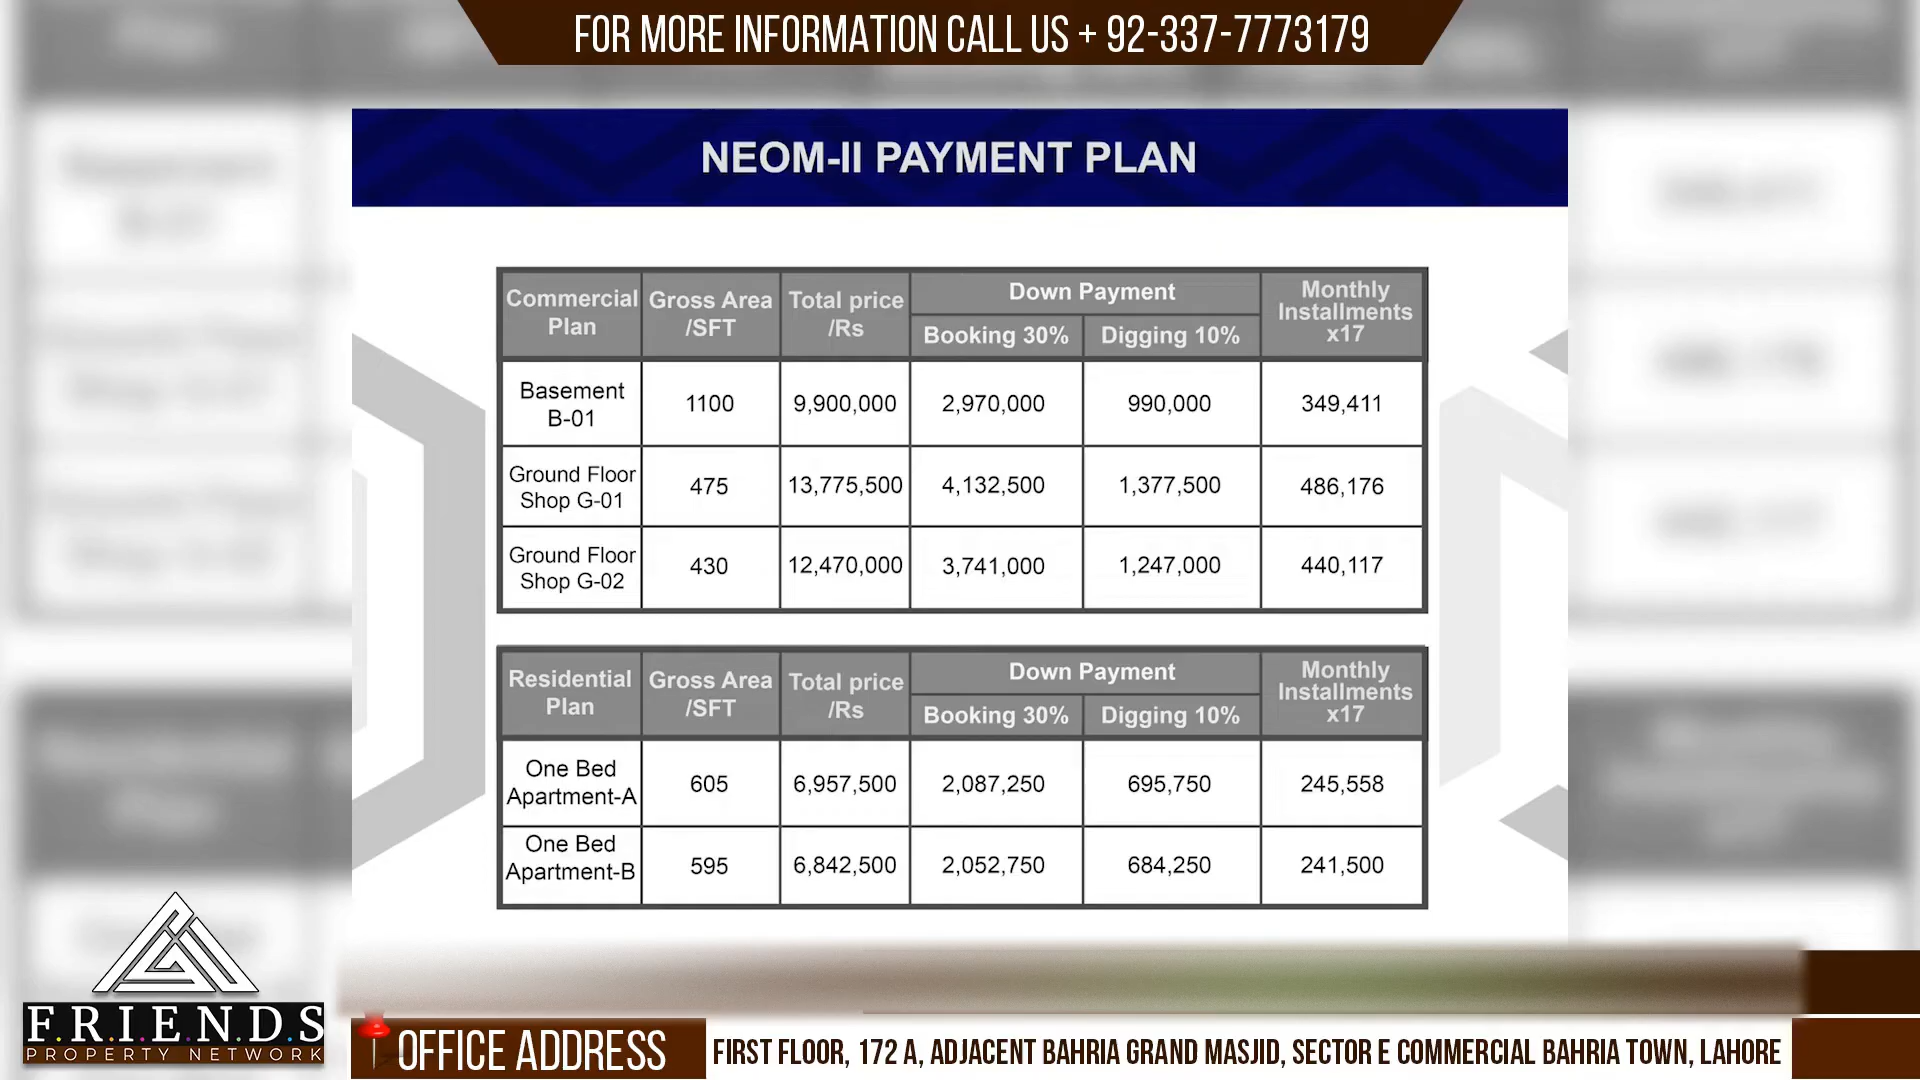 FOR MORE INFORMATION CALL US + 92-337-7773179
NEOM-II PAYMENT PLAN
Commercial Plan Gross Area /SFT Total price /Rs Down Payment Booking 30% Digging 10% Monthly Installments x17
Basement B-01 1100 9,900,000 2,970,000 990,000 349,411
Ground Floor Shop G-01 475 13,775,500 4,132,500 1,377,500 486,176
Ground Floor Shop G-02 430 12,470,000 3,741,000 1,247,000 440,117
Residential Plan Gross Area /SFT Total price /Rs Down Payment Booking 30% Digging 10% Monthly Installments x17
One Bed Apartment-A 605 6,957,500 2,087,250 695,750 245,558
One Bed Apartment-B 595 6,842,500 2,052,750 684,250 241,500
F.R.I.E.N.D.S
PROPERTY NETWORK
OFFICE ADDRESS
FIRST FLOOR, 172 A, ADJACENT BAHRIA GRAND MASJID, SECTOR E COMMERCIAL BAHRIA TOWN, LAHORE